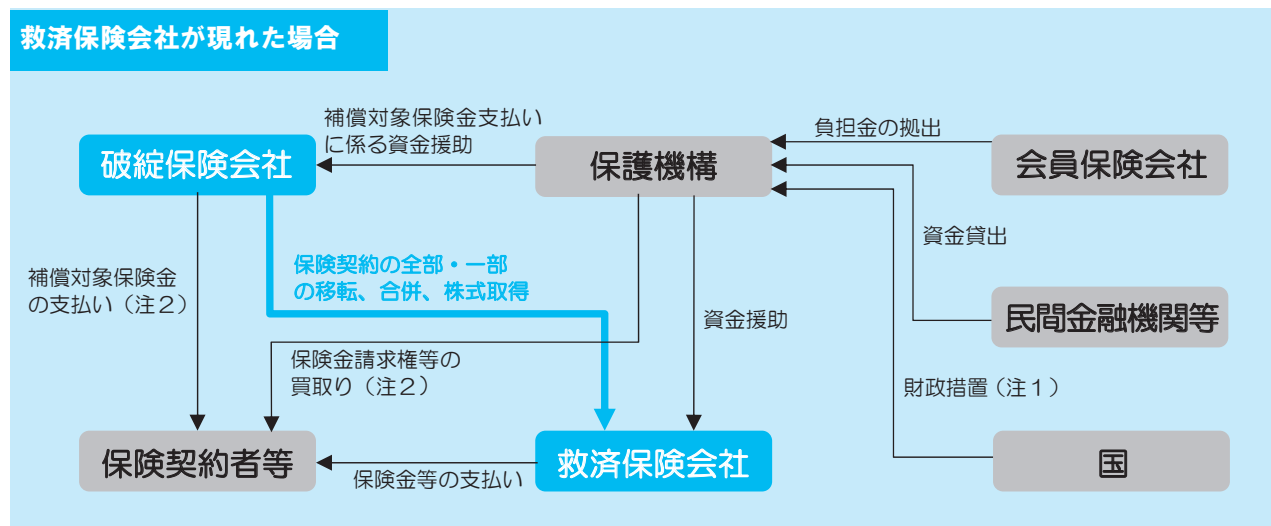 救済保険会社が現れた場合
補償対象保険金支払い
に係る資金援助
負担金の拠出
破綻保険会社
保護機構
会員保険会社
資金貸出
保険契約の全部・一部
の移転、合併、株式取得
補償対象保険金
の支払い(注2)
資金援助
民間金融機関等
保険金請求権等の
買取り(注2)
財政措置(注1)
保険契約者等
救済保険会社
国
保険金等の支払い